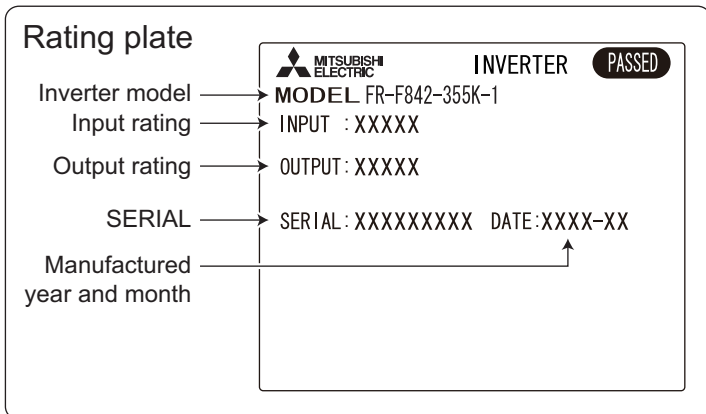 Rating plate
MITSUBISHI
ELECTRIC
INVERTER PASSED
Inverter model MODEL FR-F842-355K-1
Input rating INPUT :XXXXX
Output rating OUTPUT:XXXXX
SERIAL SERIAL:XXXXXXXXX DATE:XXXX-XX
Manufactured
year and month